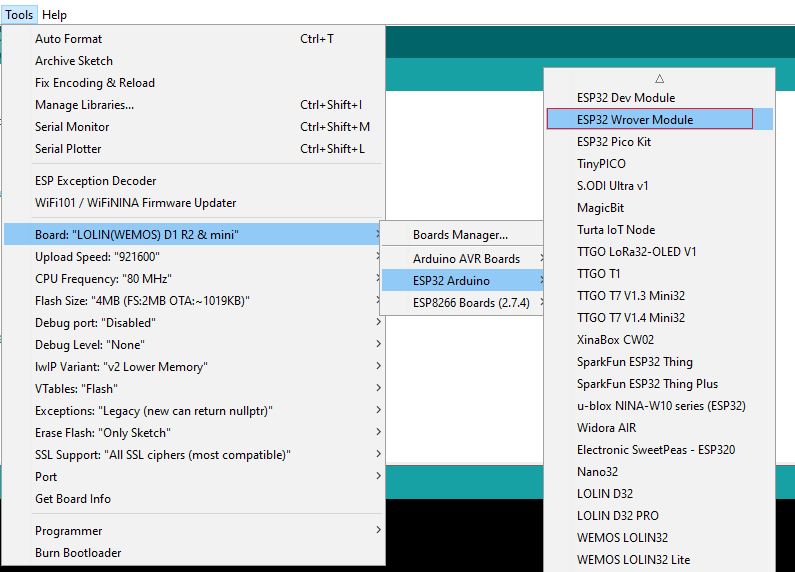 Tools Help
Auto Format Ctrl+T
Archive Sketch
Fix Encoding & Reload
Manage Libraries... Ctrl+Shift+I
Serial Monitor Ctrl+Shift+M
Serial Plotter Ctrl+Shift+L
ESP Exception Decoder
WiFi101 / WiFiNINA Firmware Updater
Board: "LOLIN(WEMOS) D1 R2 & mini"
Upload Speed: "921600"
CPU Frequency: "80 MHz"
Flash Size: "4MB (FS:2MB OTA:~1019KB)"
Debug port: "Disabled"
Debug Level: "None"
lwIP Variant: "v2 Lower Memory"
VTables: "Flash"
Exceptions: "Legacy (new can return nullptr)"
Erase Flash: "Only Sketch"
SSL Support: "All SSL ciphers (most compatible)"
Port
Get Board Info
Programmer
Burn Bootloader
Boards Manager...
Arduino AVR Boards
ESP32 Arduino
ESP8266 Boards (2.7.4)
ESP32 Dev Module
ESP32 Wrover Module
ESP32 Pico Kit
TinyPICO
S.ODI Ultra v1
MagicBit
Turta IoT Node
TTGO LoRa32-OLED V1
TTGO T1
TTGO T7 V1.3 Mini32
TTGO T7 V1.4 Mini32
XinaBox CW02
SparkFun ESP32 Thing
SparkFun ESP32 Thing Plus
u-blox NINA-W10 series (ESP32)
Widora AIR
Electronic SweetPeas - ESP320
Nano32
LOLIN D32
LOLIN D32 PRO
WEMOS LOLIN32
WEMOS LOLIN32 Lite